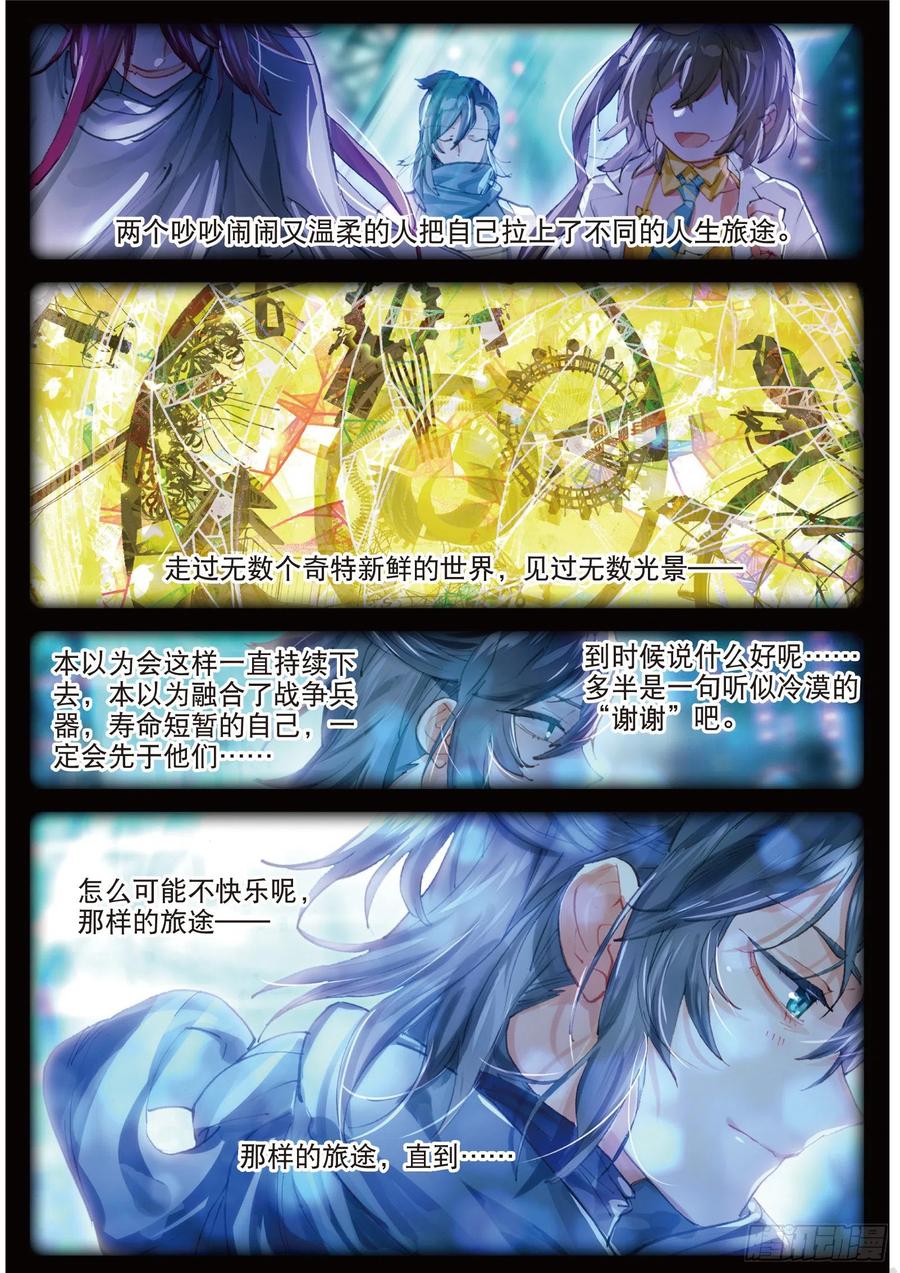 两个吵吵闹闹又温柔的人把自己拉上了不同的人生旅途。
走过无数个奇特新鲜的世界，见过无数光景——
本以为会这样一直持续下
去，本以为融合了战争兵
器，寿命短暂的自己，一
定会先于他们……
到时候说什么好呢……
多半是一句听似冷漠的
“谢谢”吧。
怎么可能不快乐呢，
那样的旅途——
那样的旅途，直到……
腾讯动漫